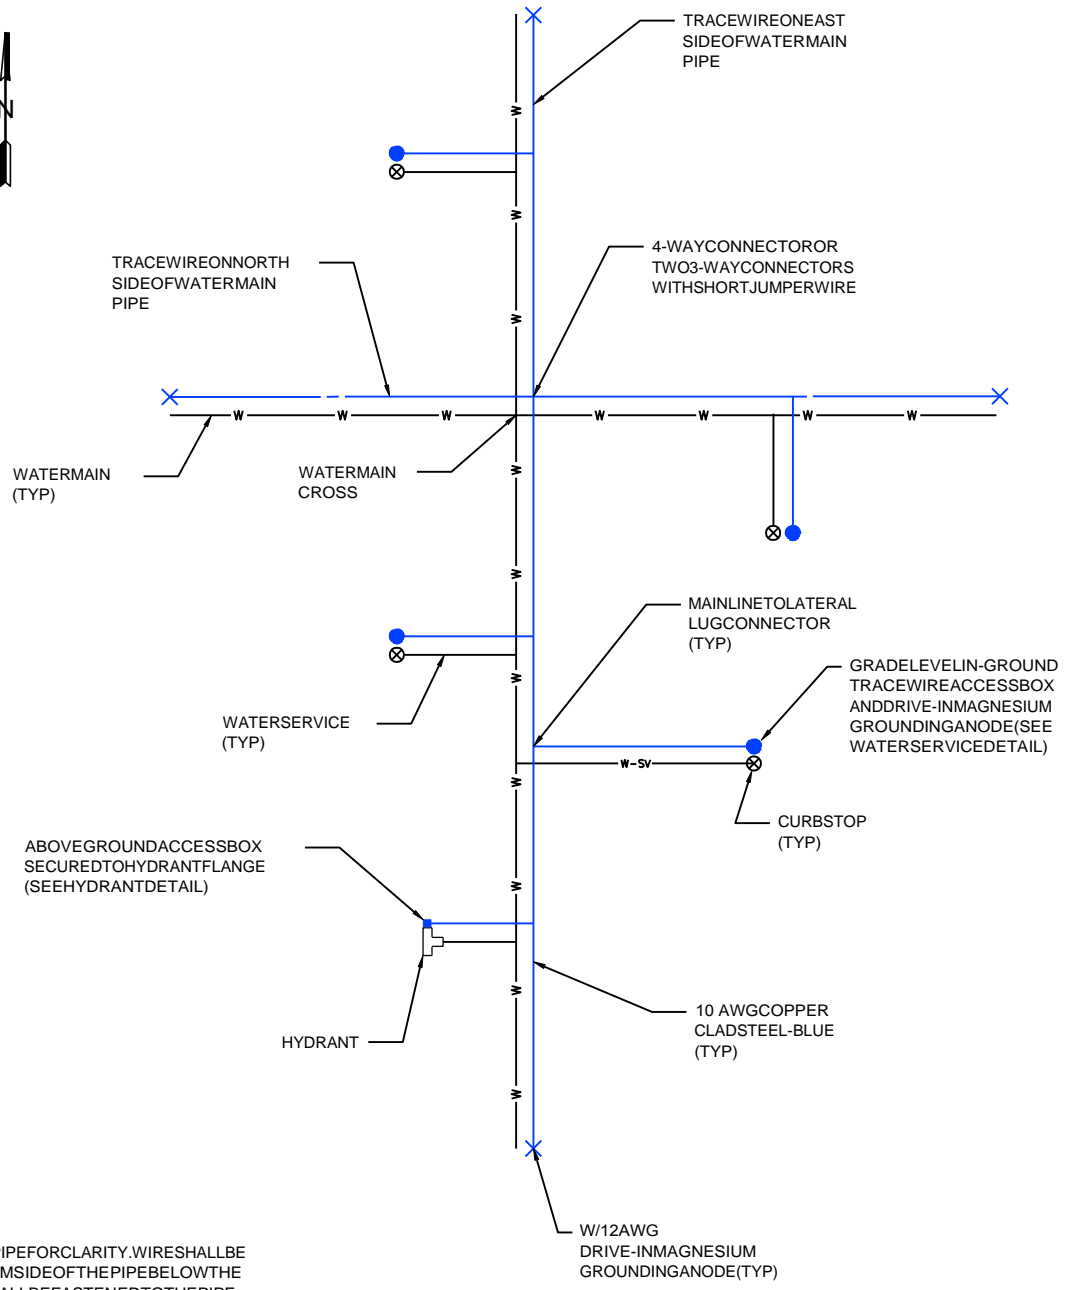 TRACEWIREONEAST
SIDEOFWATERMAIN
PIPE
N
W
W
4-WAYCONNECTOROR
TWO3-WAYCONNECTORS
WITHSHORTJUMPERWIRE
TRACEWIREONNORTH
SIDEOFWATERMAIN
PIPE
W
W W W W W W W
WATERMAIN
(TYP)
WATERMAIN
CROSS
W
W
MAINLINETOLATERAL
LUGCONNECTOR
(TYP)
GRADELEVELIN-GROUND
TRACEWIREACCESSBOX
ANDDRIVE-INMAGNESIUM
GROUNDINGANODE(SEE
WATERSERVICEDETAIL)
W
WATERSERVICE
(TYP)
W-SV
W
CURBSTOP
(TYP)
ABOVEGROUNDACCESSBOX
SECUREDTOHYDRANTFLANGE
(SEEHYDRANTDETAIL)
W
W
10 AWGCOPPER
CLADSTEEL-BLUE
(TYP)
HYDRANT
W
W/12AWG
DRIVE-INMAGNESIUM
GROUNDINGANODE(TYP)
IPEFORCLARITY.WIRESHALLBE
MSIDEOFTHEPIPEBELOWTHE
ALLBEFASTENEDTOTHEPIPE